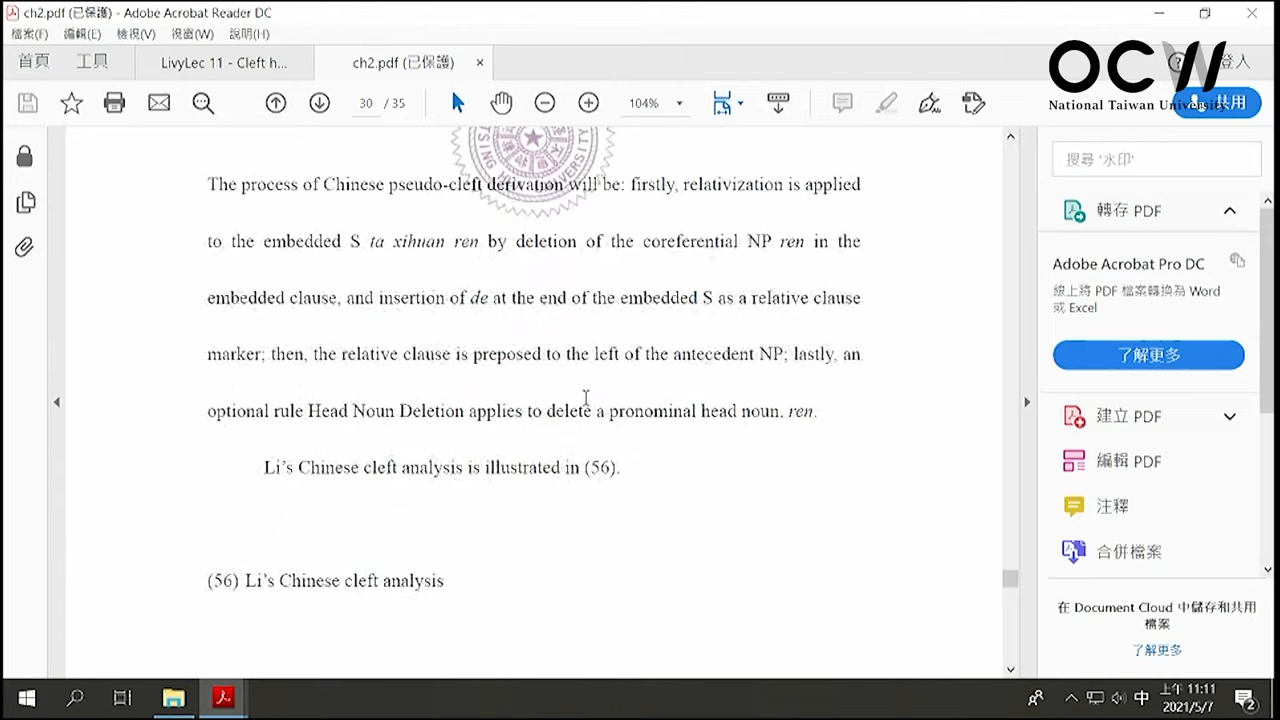 ch2.pdf (已保護) - Adobe Acrobat Reader DC
檔案(F) 編輯(E) 檢視(V) 視窗(W) 說明(H)
首頁 工具 LivyLec 11 - Cleft h... ch2.pdf (已保護) × 登入
OCW
National Taiwan University
30 / 35 104% 共用
TSING UNIVERSITY
The process of Chinese pseudo-cleft derivation will be: firstly, relativization is applied
to the embedded S ta xihuan ren by deletion of the coreferential NP ren in the
embedded clause, and insertion of de at the end of the embedded S as a relative clause
marker; then, the relative clause is preposed to the left of the antecedent NP; lastly, an
optional rule Head Noun Deletion applies to delete a pronominal head noun, ren.
Li's Chinese cleft analysis is illustrated in (56).
(56) Li's Chinese cleft analysis
搜尋 '水印'
轉存 PDF
Adobe Acrobat Pro DC
線上將 PDF 檔案轉換為 Word
或 Excel
了解更多
建立 PDF
編輯 PDF
注釋
合併檔案
在 Document Cloud 中儲存和共用
檔案
了解更多
中 上午 11:11
2021/5/7 2